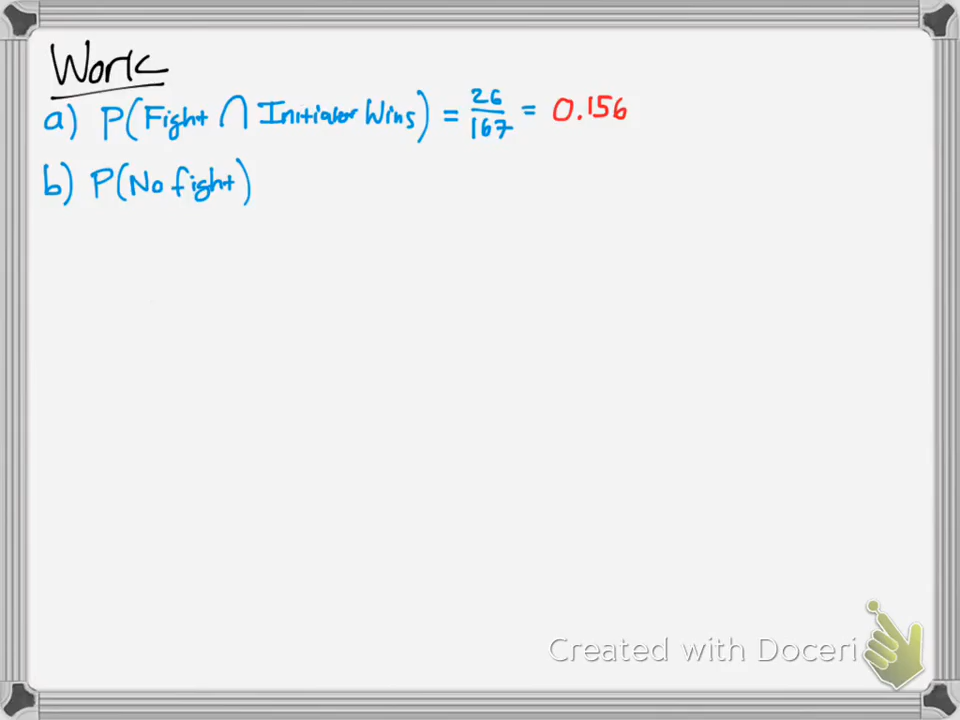 Work
a) P(Fight ∩ Initiator Wins) = 26/167 = 0.156
b) P(No fight)
Created with Doceri